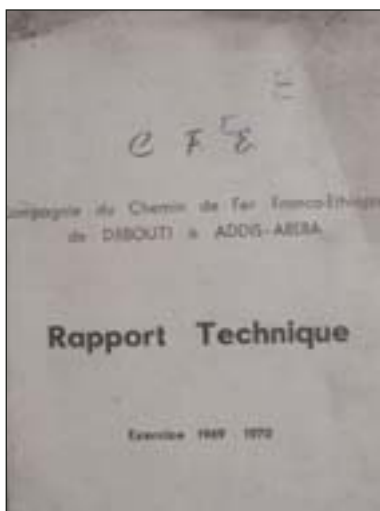 C F E
Compagnie du Chemin de Fer Franco-Ethiopien
de DJIBOUTI à ADDIS-ABEBA
Rapport Technique
Exercice 1969 1970